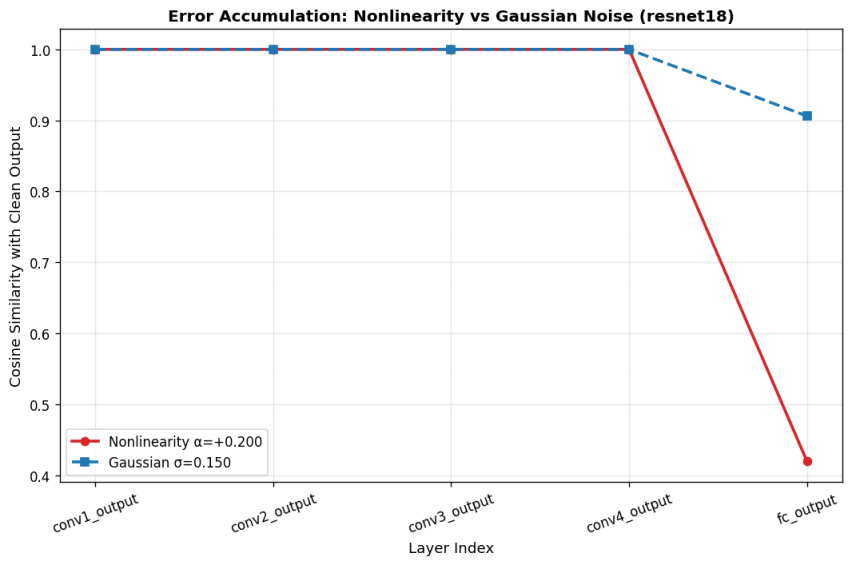 Error Accumulation: Nonlinearity vs Gaussian Noise (resnet18)
Cosine Similarity with Clean Output
1.0
0.9
0.8
0.7
0.6
0.5
0.4
Nonlinearity α=+0.200
Gaussian σ=0.150
conv1_output
conv2_output
conv3_output
conv4_output
fc_output
Layer Index